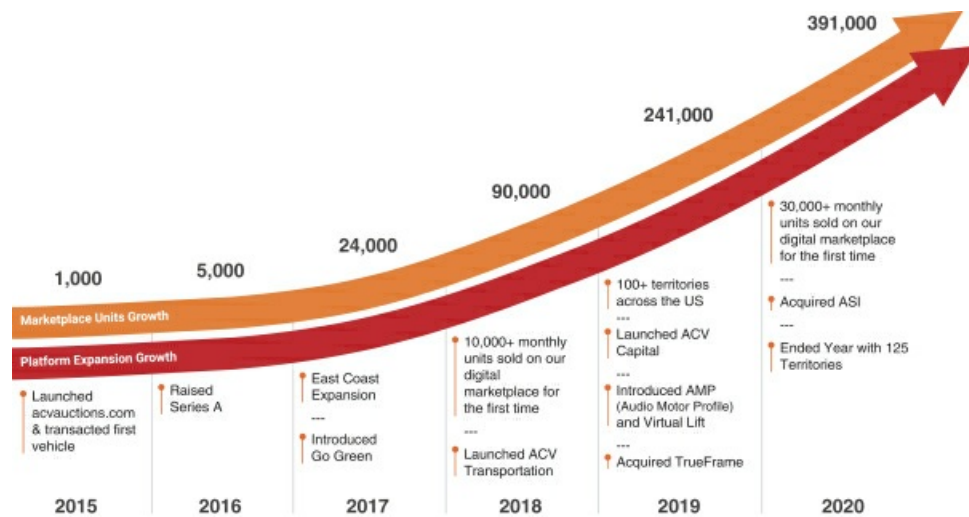 391,000
241,000
90,000
24,000
5,000
1,000
Marketplace Units Growth
Platform Expansion Growth
Launched
acvauctions.com
& transacted first
vehicle
Raised
Series A
East Coast
Expansion
---
Introduced
Go Green
10,000+ monthly
units sold on our
digital
marketplace for
the first time
---
Launched ACV
Transportation
100+ territories
across the US
---
Launched ACV
Capital
---
Introduced AMP
(Audio Motor Profile)
and Virtual Lift
---
Acquired TrueFrame
30,000+ monthly
units sold on our
digital marketplace
for the first time
---
Acquired ASI
---
Ended Year with 125
Territories
2015
2016
2017
2018
2019
2020